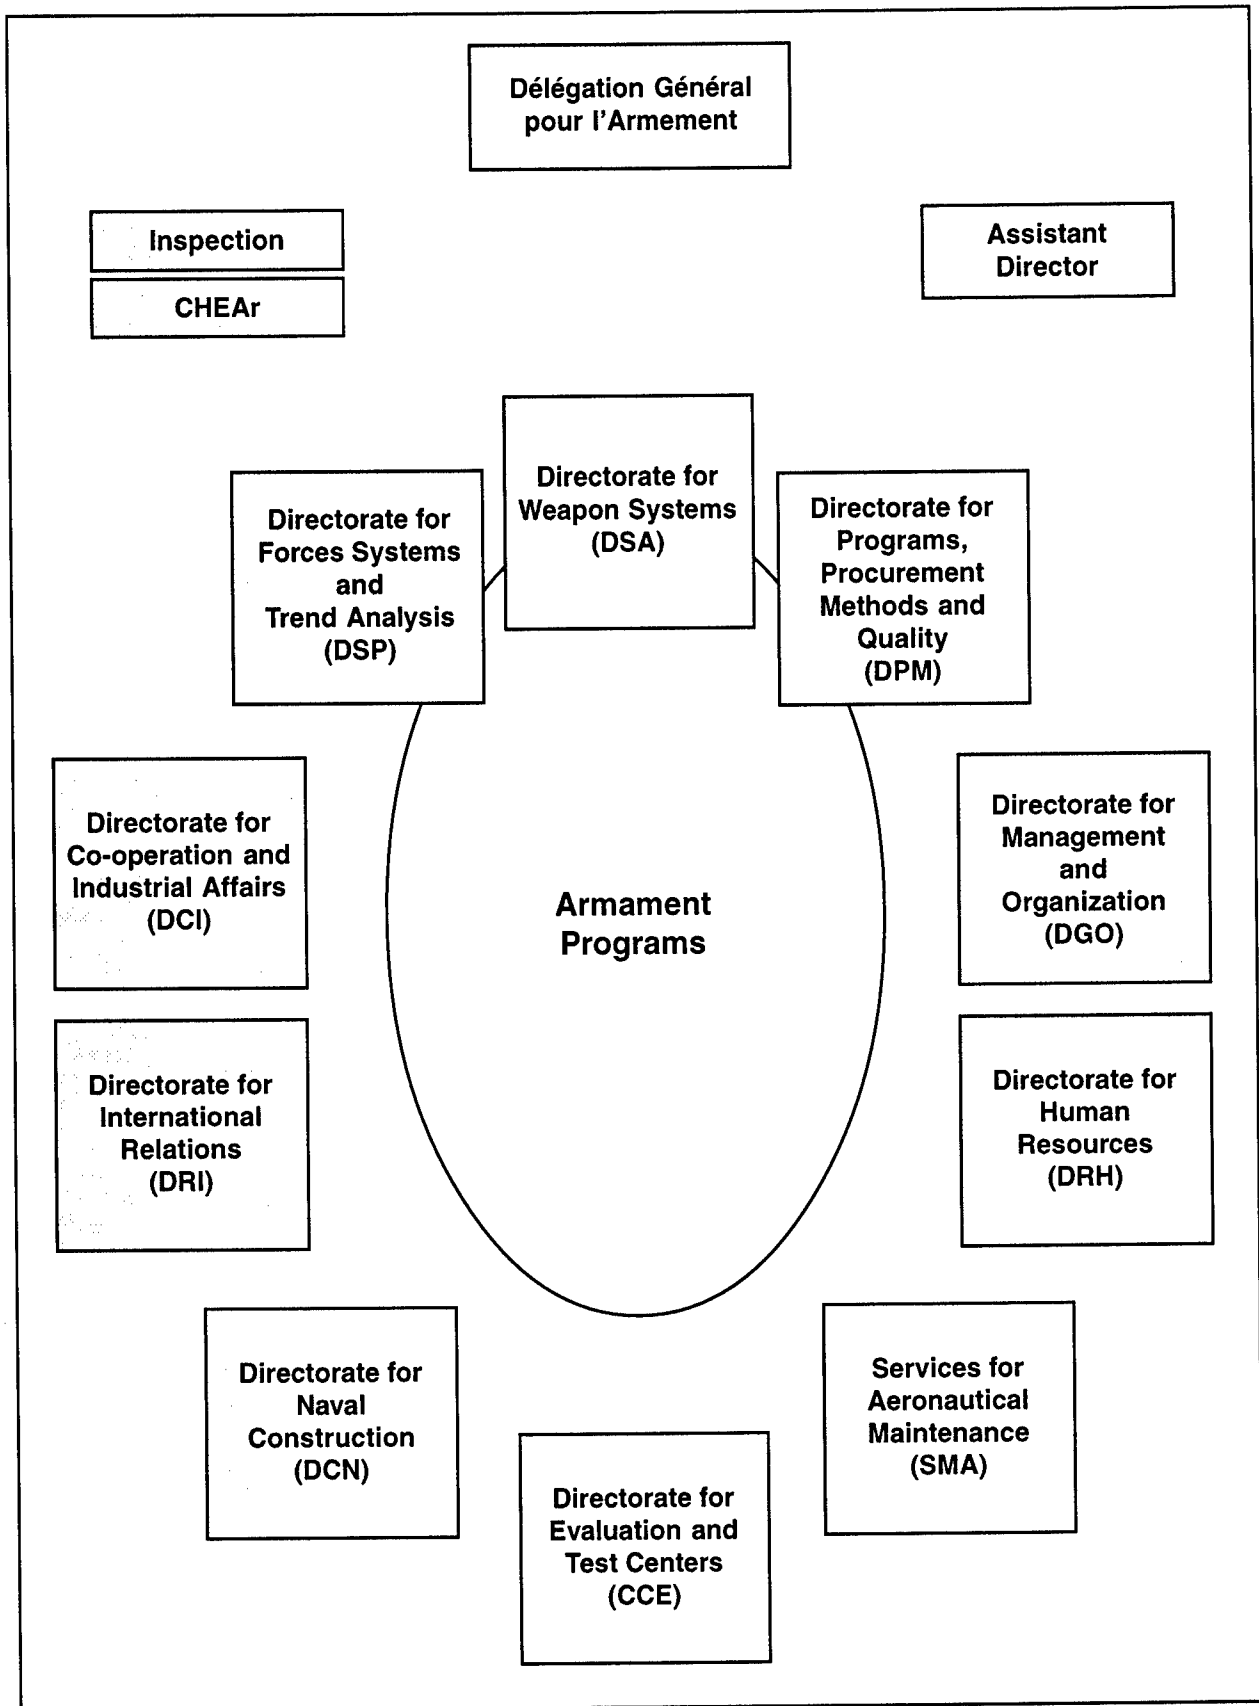 Délégation Général
pour l'Armement
Inspection
CHEAr
Assistant
Director
Directorate for
Weapon Systems
(DSA)
Directorate for
Forces Systems
and
Trend Analysis
(DSP)
Directorate for
Programs,
Procurement
Methods and
Quality
(DPM)
Directorate for
Co-operation and
Industrial Affairs
(DCI)
Armament
Programs
Directorate for
Management
and
Organization
(DGO)
Directorate for
International
Relations
(DRI)
Directorate for
Human
Resources
(DRH)
Directorate for
Naval
Construction
(DCN)
Services for
Aeronautical
Maintenance
(SMA)
Directorate for
Evaluation and
Test Centers
(CCE)